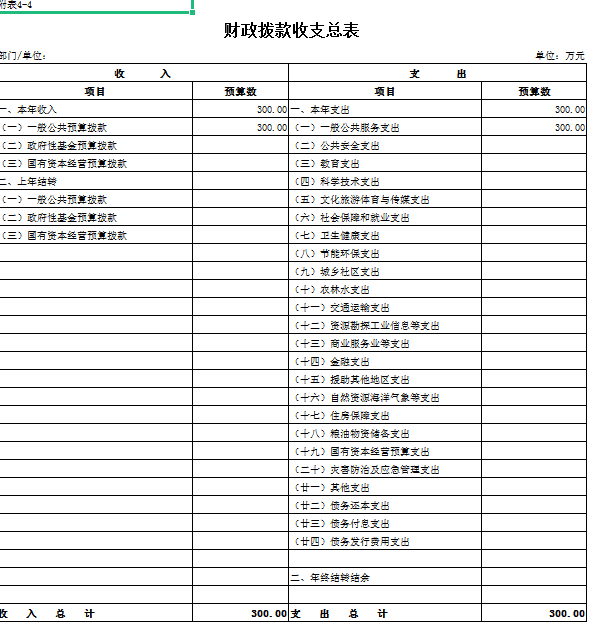 附表4-4
财政拨款收支总表
部门/单位： 单位：万元
收 入 支 出
项目 预算数 项目 预算数
一、本年收入 300.00 一、本年支出 300.00
（一）一般公共预算拨款 300.00 （一）一般公共服务支出 300.00
（二）政府性基金预算拨款 （二）公共安全支出
（三）国有资本经营预算拨款 （三）教育支出
二、上年结转 （四）科学技术支出
（一）一般公共预算拨款 （五）文化旅游体育与传媒支出
（二）政府性基金预算拨款 （六）社会保障和就业支出
（三）国有资本经营预算拨款 （七）卫生健康支出
（八）节能环保支出
（九）城乡社区支出
（十）农林水支出
（十一）交通运输支出
（十二）资源勘探工业信息等支出
（十三）商业服务业等支出
（十四）金融支出
（十五）援助其他地区支出
（十六）自然资源海洋气象等支出
（十七）住房保障支出
（十八）粮油物资储备支出
（十九）国有资本经营预算支出
（二十）灾害防治及应急管理支出
（廿一）其他支出
（廿二）债务还本支出
（廿三）债务付息支出
（廿四）债务发行费用支出
二、年终结转结余
收 入 总 计 300.00 支 出 总 计 300.00